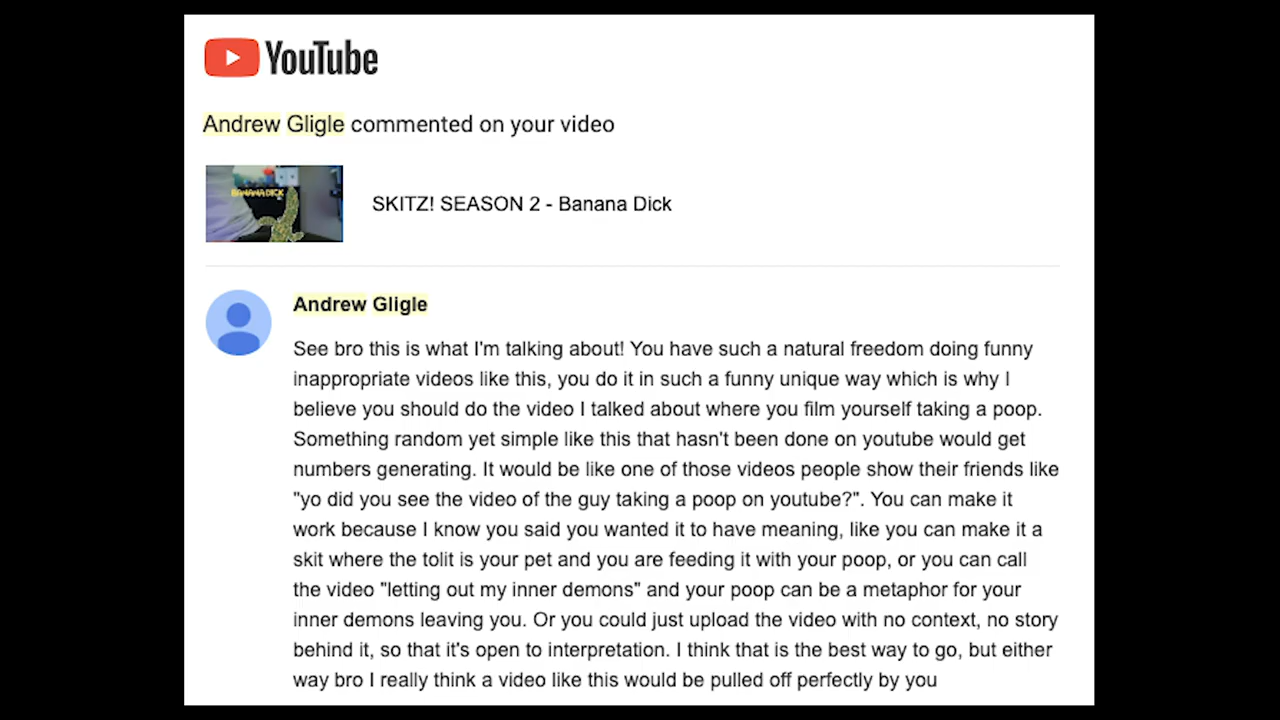 YouTube
Andrew Gligle commented on your video
BANANA DICK
SKITZ! SEASON 2 - Banana Dick
Andrew Gligle
See bro this is what I'm talking about! You have such a natural freedom doing funny
inappropriate videos like this, you do it in such a funny unique way which is why I
believe you should do the video I talked about where you film yourself taking a poop.
Something random yet simple like this that hasn't been done on youtube would get
numbers generating. It would be like one of those videos people show their friends like
"yo did you see the video of the guy taking a poop on youtube?". You can make it
work because I know you said you wanted it to have meaning, like you can make it a
skit where the tolit is your pet and you are feeding it with your poop, or you can call
the video "letting out my inner demons" and your poop can be a metaphor for your
inner demons leaving you. Or you could just upload the video with no context, no story
behind it, so that it's open to interpretation. I think that is the best way to go, but either
way bro I really think a video like this would be pulled off perfectly by you